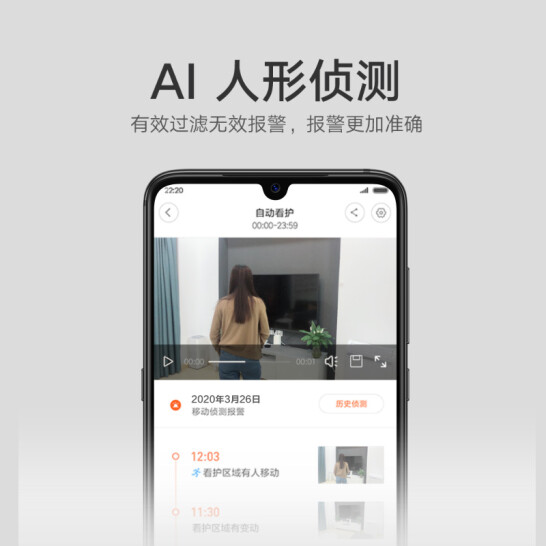 AI 人形侦测
有效过滤无效报警，报警更加准确
22:20
自动看护
00:00-23:59
00:00
00:01
2020年3月26日
移动侦测报警
历史侦测
12:03
看护区域有人移动
11:30
看护区域有变动